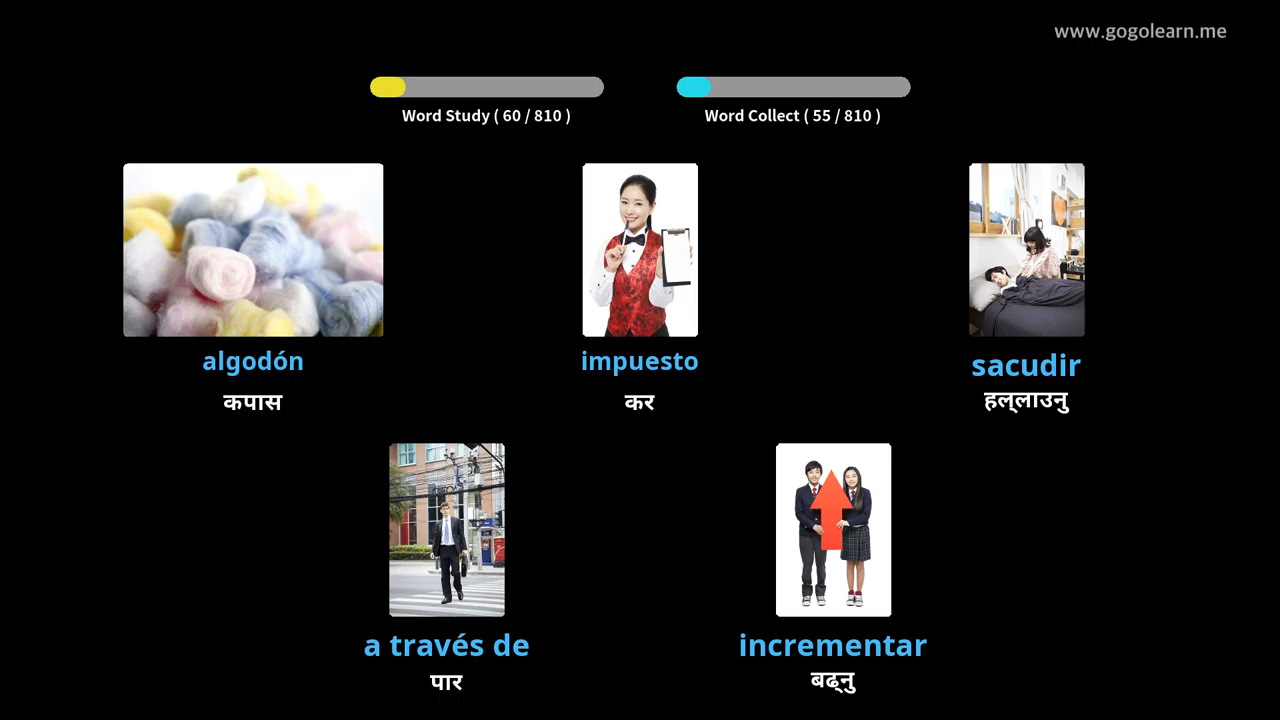 www.gogolearn.me
Word Study ( 60 / 810 )
Word Collect ( 55 / 810 )
algodón
impuesto
sacudir
कपास
कर
हल्लाउनु
a través de
incrementar
पार
बढ्नु